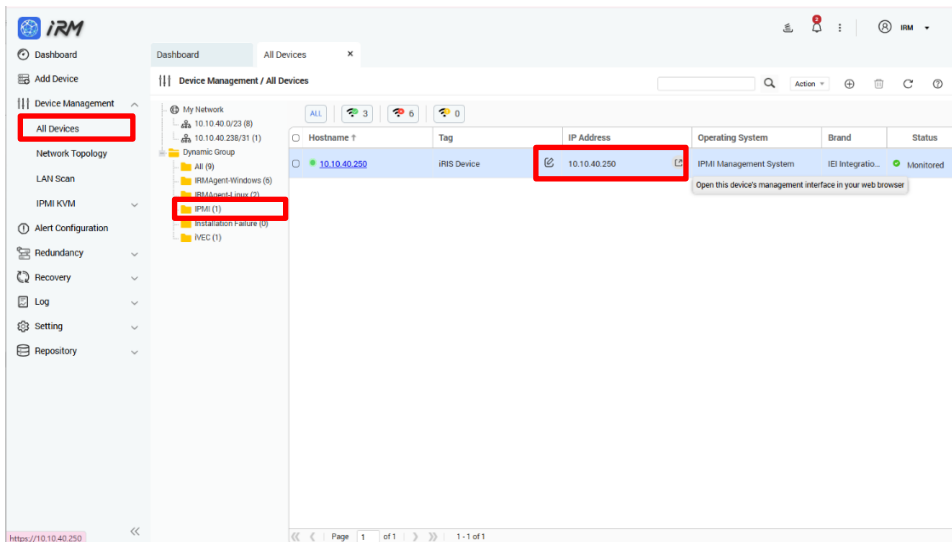 iRM
2
IRM
Dashboard
Add Device
Device Management
All Devices
Network Topology
LAN Scan
IPMI KVM
Alert Configuration
Redundancy
Recovery
Log
Setting
Repository
https://10.10.40.250
Dashboard
All Devices
Device Management / All Devices
Action
My Network
10.10.40.0/23 (8)
10.10.40.238/31 (1)
Dynamic Group
All (9)
IRMAgent-Windows (6)
IRMAgent-Linux (2)
IPMI (1)
Installation Failure (0)
iVEC (1)
ALL 3 6 0
Hostname ↑ Tag IP Address Operating System Brand Status
10.10.40.250 iRIS Device 10.10.40.250 IPMI Management System IEI Integratio... Monitored
Open this device's management interface in your web browser
Page 1 of 1 1 - 1 of 1